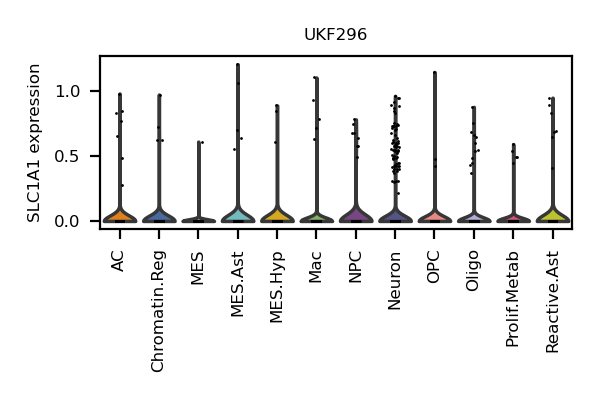 UKF296
SLC1A1 expression
1.0
0.5
0.0
AC
Chromatin.Reg
MES
MES.Ast
MES.Hyp
Mac
NPC
Neuron
OPC
Oligo
Prolif.Metab
Reactive.Ast